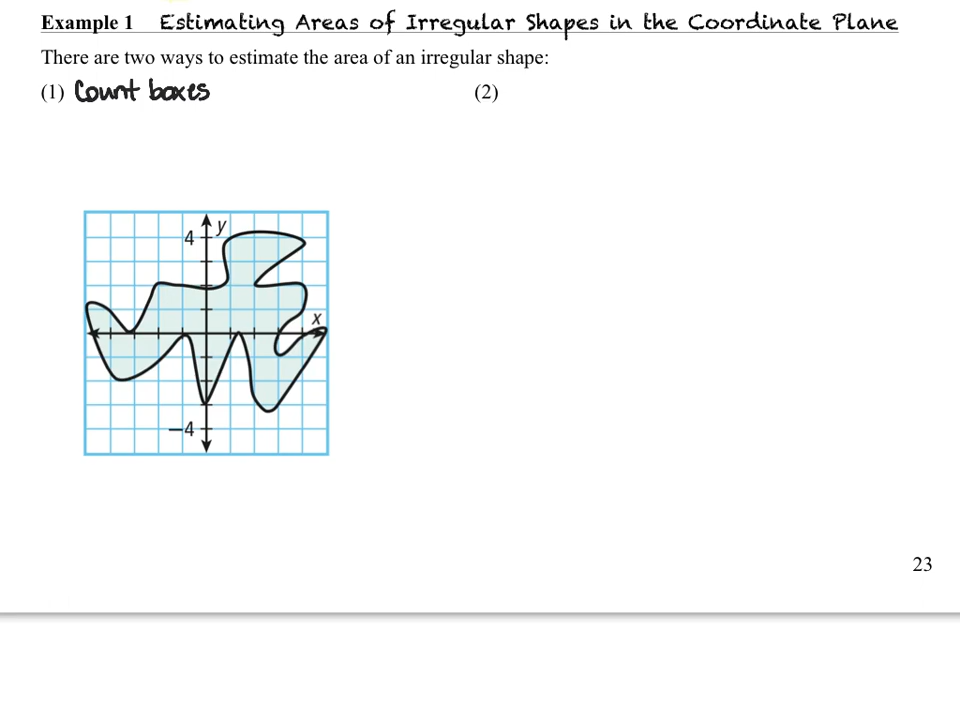 Example 1 Estimating Areas of Irregular Shapes in the Coordinate Plane
There are two ways to estimate the area of an irregular shape:
(1) Count boxes (2)
4 y
x
−4
23